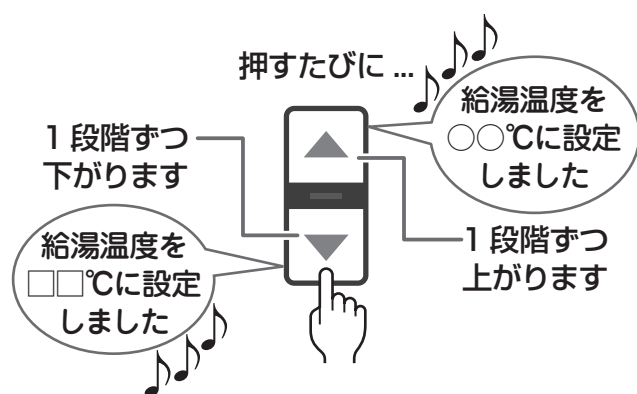 押すたびに...
給湯温度を
○○℃に設定
しました
1段階ずつ
下がります
1段階ずつ
上がります
給湯温度を
□□℃に設定
しました